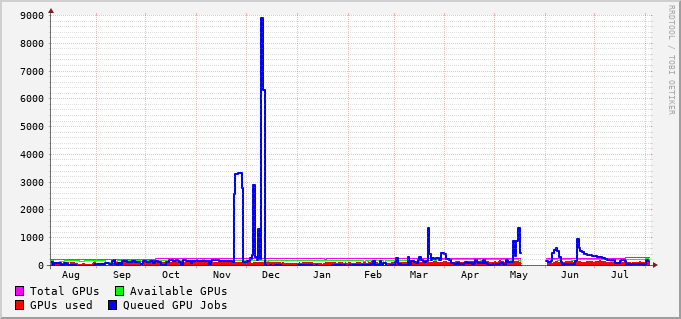 RRDTOOL / TOBI OETIKER
9000
8000
7000
6000
5000
4000
3000
2000
1000
0
Aug Sep Oct Nov Dec Jan Feb Mar Apr May Jun Jul
Total GPUs Available GPUs
GPUs used Queued GPU Jobs